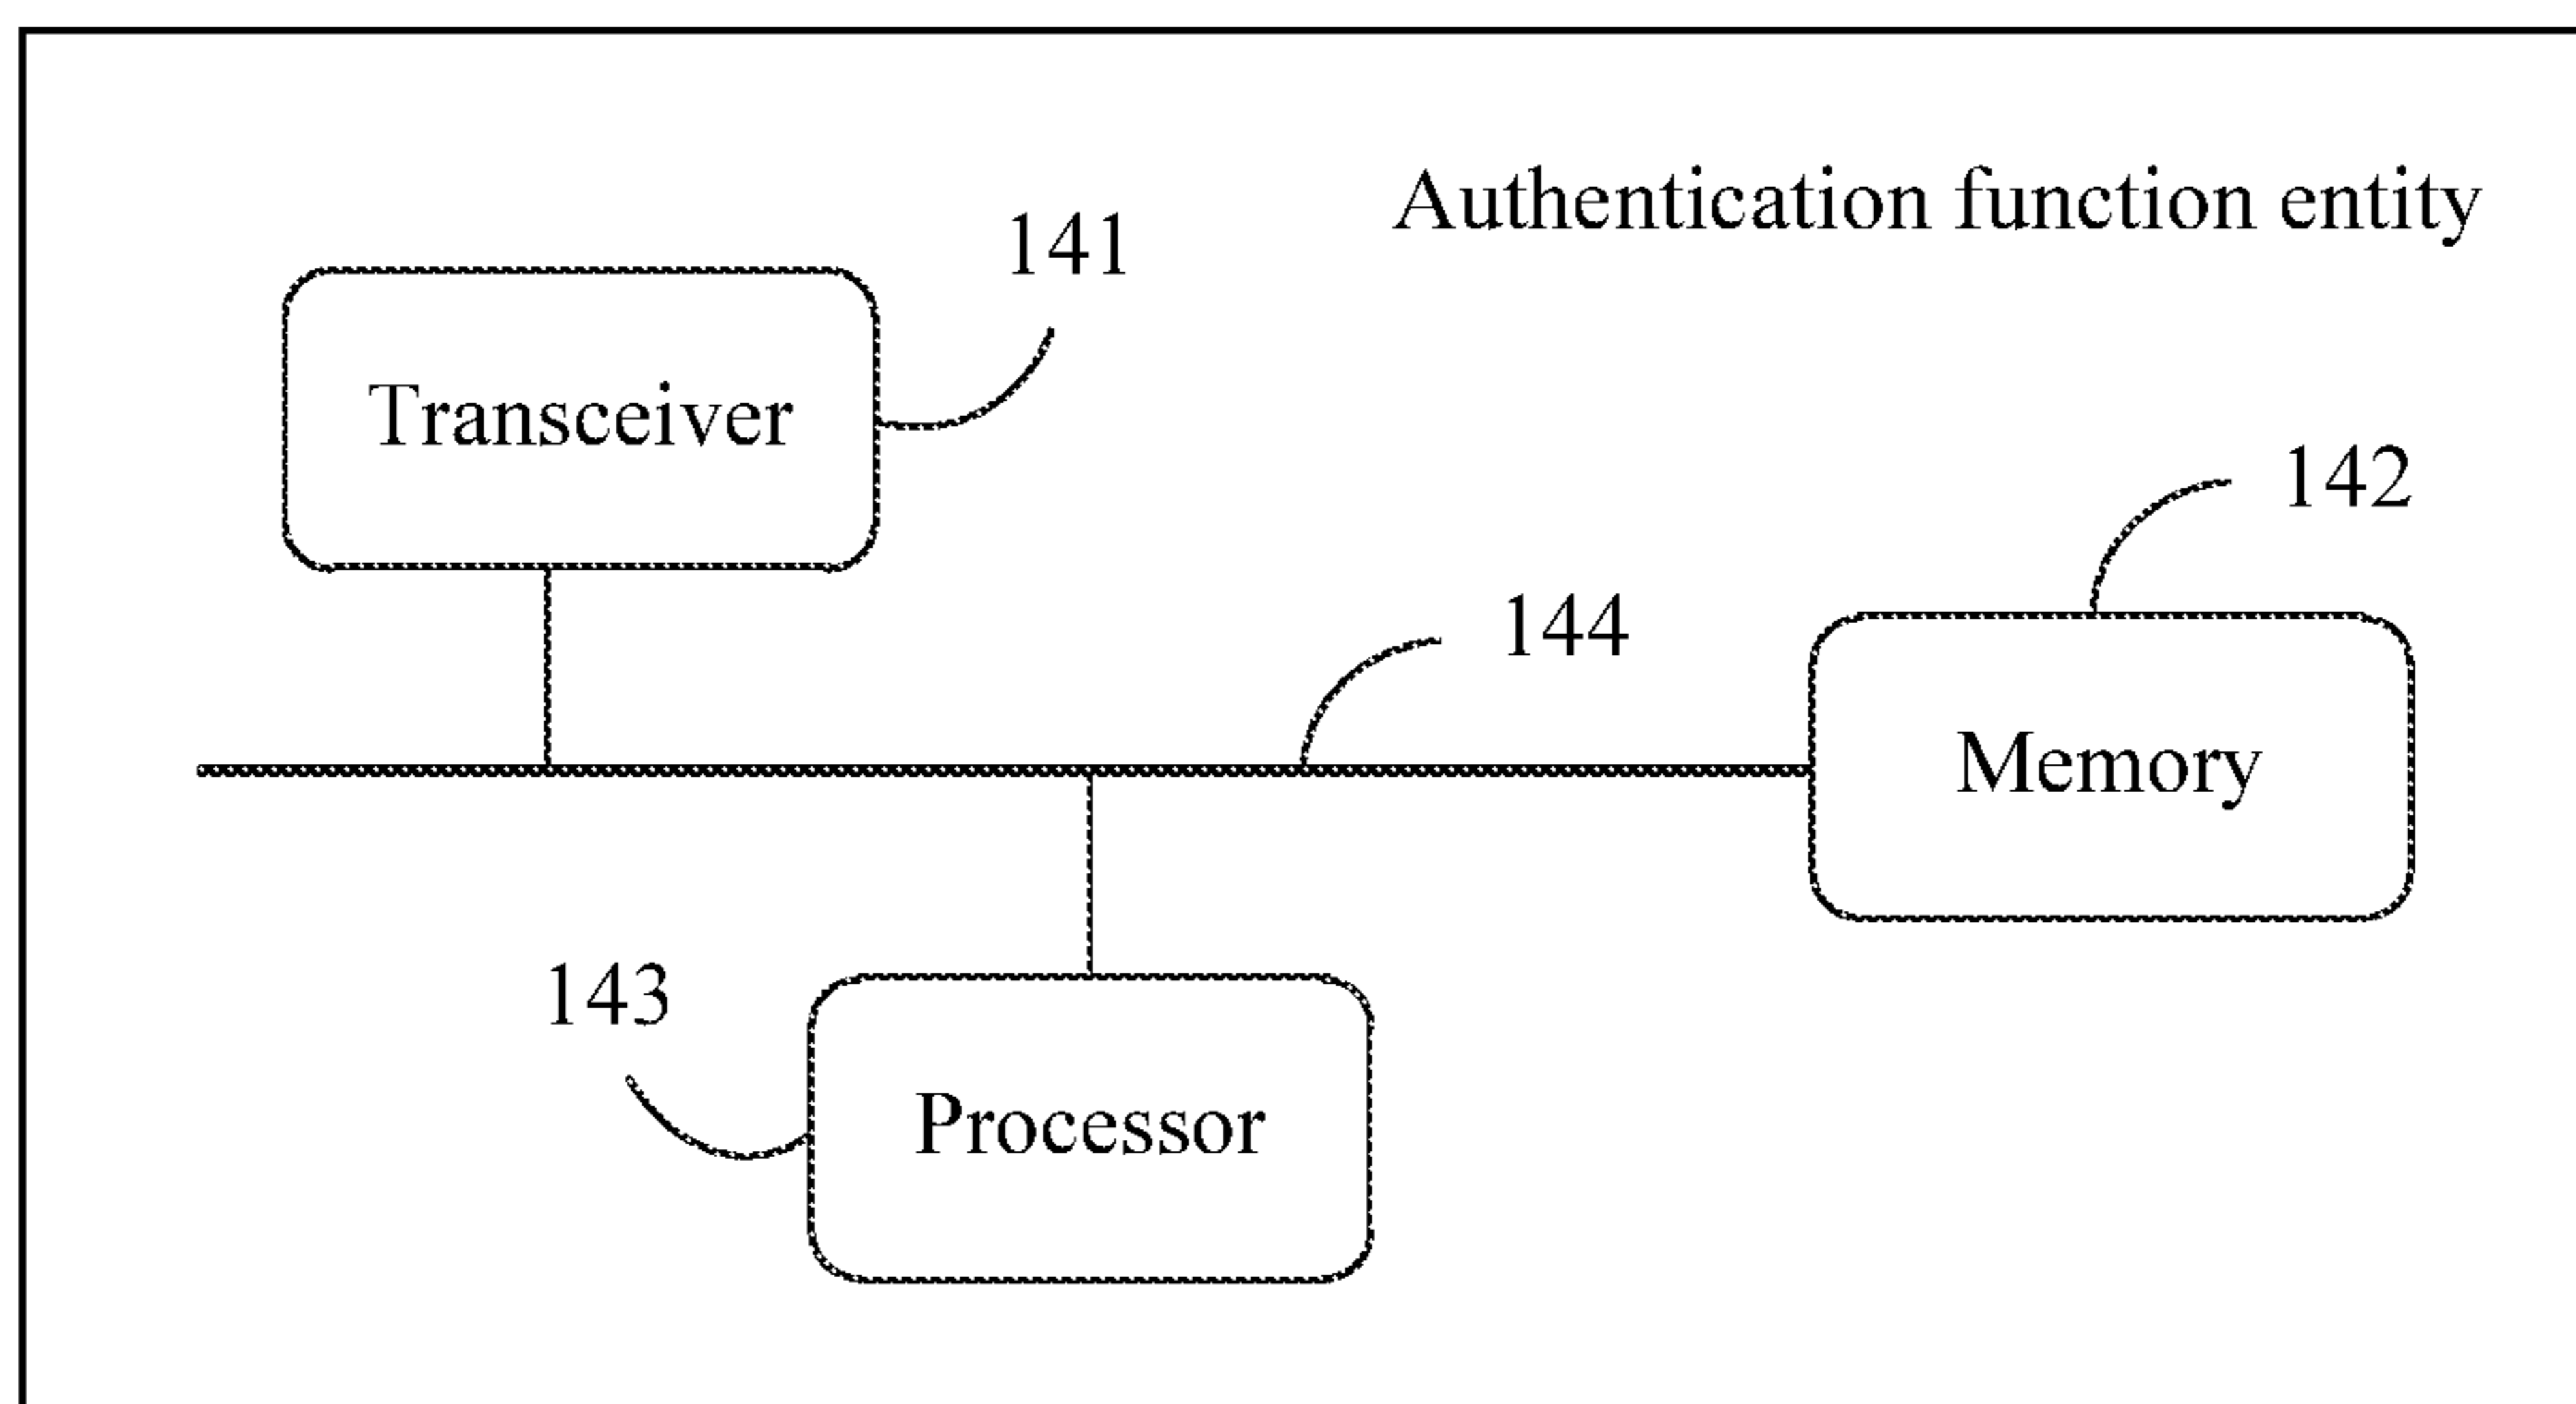 Authentication function entity
141
Transceiver
142
144
Memory
143
Processor